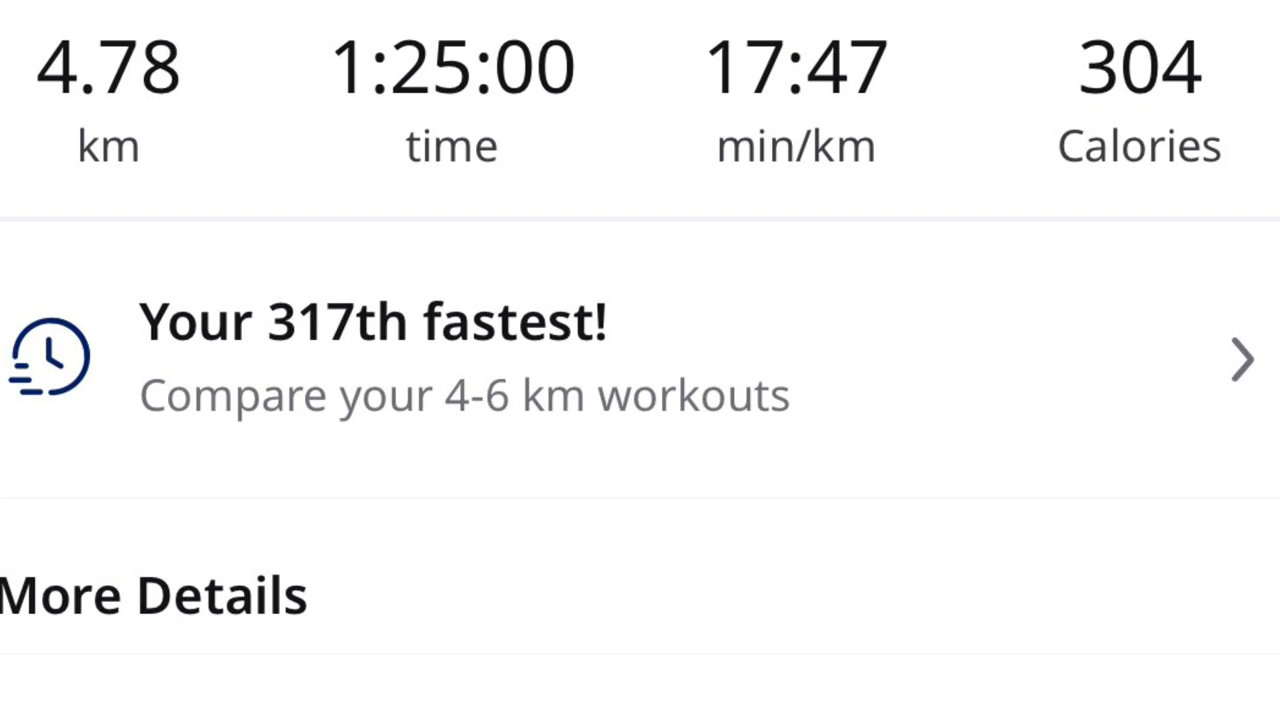 4.78 1:25:00 17:47 304
km time min/km Calories
Your 317th fastest!
Compare your 4-6 km workouts
More Details